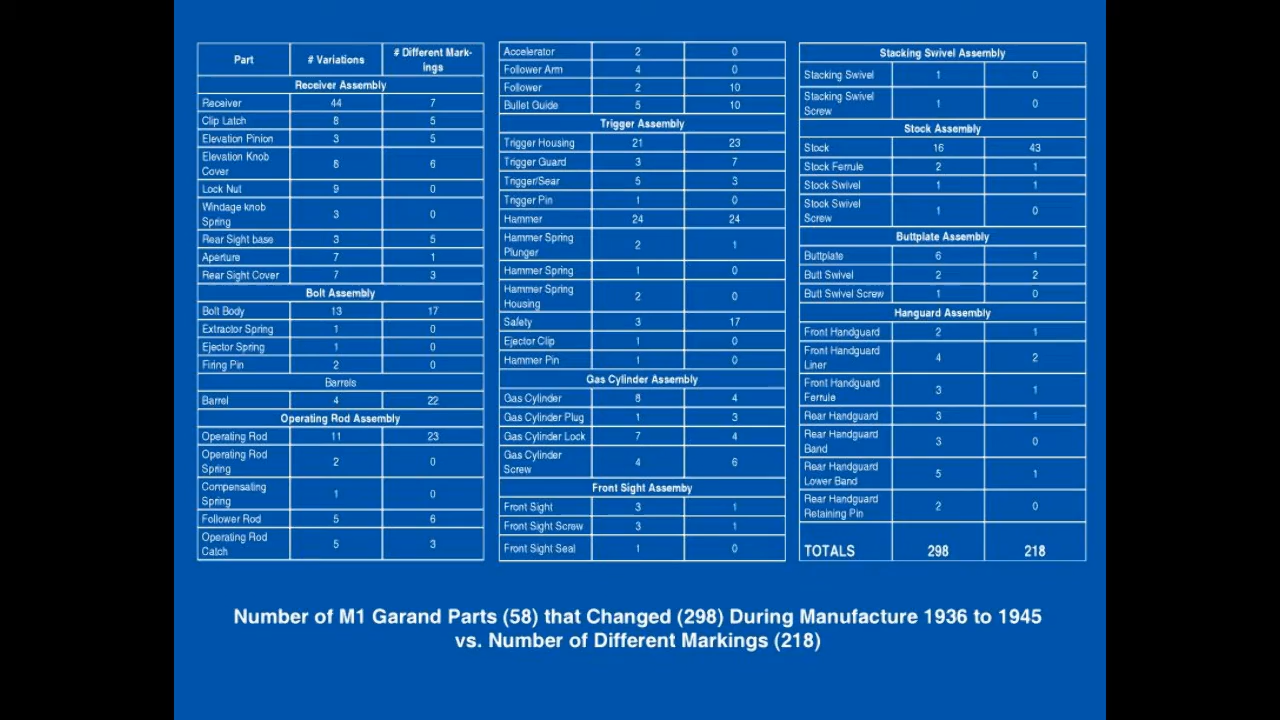 Part # Variations # Different Mark-
ings
Receiver Assembly
Receiver 44 7
Clip Latch 8 5
Elevation Pinion 3 5
Elevation Knob
Cover 8 6
Lock Nut 9 0
Windage knob
Spring 3 0
Rear Sight base 3 5
Aperture 7 1
Rear Sight Cover 7 3
Bolt Assembly
Bolt Body 13 17
Extractor Spring 1 0
Ejector Spring 1 0
Firing Pin 2 0
Barrels
Barrel 4 22
Operating Rod Assembly
Operating Rod 11 23
Operating Rod
Spring 2 0
Compensating
Spring 1 0
Follower Rod 5 6
Operating Rod
Catch 5 3
Accelerator 2 0
Follower Arm 4 0
Follower 2 10
Bullet Guide 5 10
Trigger Assembly
Trigger Housing 21 23
Trigger Guard 3 7
Trigger/Sear 5 3
Trigger Pin 1 0
Hammer 24 24
Hammer Spring
Plunger 2 1
Hammer Spring 1 0
Hammer Spring
Housing 2 0
Safety 3 17
Ejector Clip 1 0
Hammer Pin 1 0
Gas Cylinder Assembly
Gas Cylinder 8 4
Gas Cylinder Plug 1 3
Gas Cylinder Lock 7 4
Gas Cylinder
Screw 4 6
Front Sight Assemby
Front Sight 3 1
Front Sight Screw 3 1
Front Sight Seal 1 0
Stacking Swivel Assembly
Stacking Swivel 1 0
Stacking Swivel
Screw 1 0
Stock Assembly
Stock 16 43
Stock Ferrule 2 1
Stock Swivel 1 1
Stock Swivel
Screw 1 0
Buttplate Assembly
Buttplate 6 1
Butt Swivel 2 2
Butt Swivel Screw 1 0
Hanguard Assembly
Front Handguard 2 1
Front Handguard
Liner 4 2
Front Handguard
Ferrule 3 1
Rear Handguard 3 1
Rear Handguard
Band 3 0
Rear Handguard
Lower Band 5 1
Rear Handguard
Retaining Pin 2 0
TOTALS 298 218
Number of M1 Garand Parts (58) that Changed (298) During Manufacture 1936 to 1945
vs. Number of Different Markings (218)